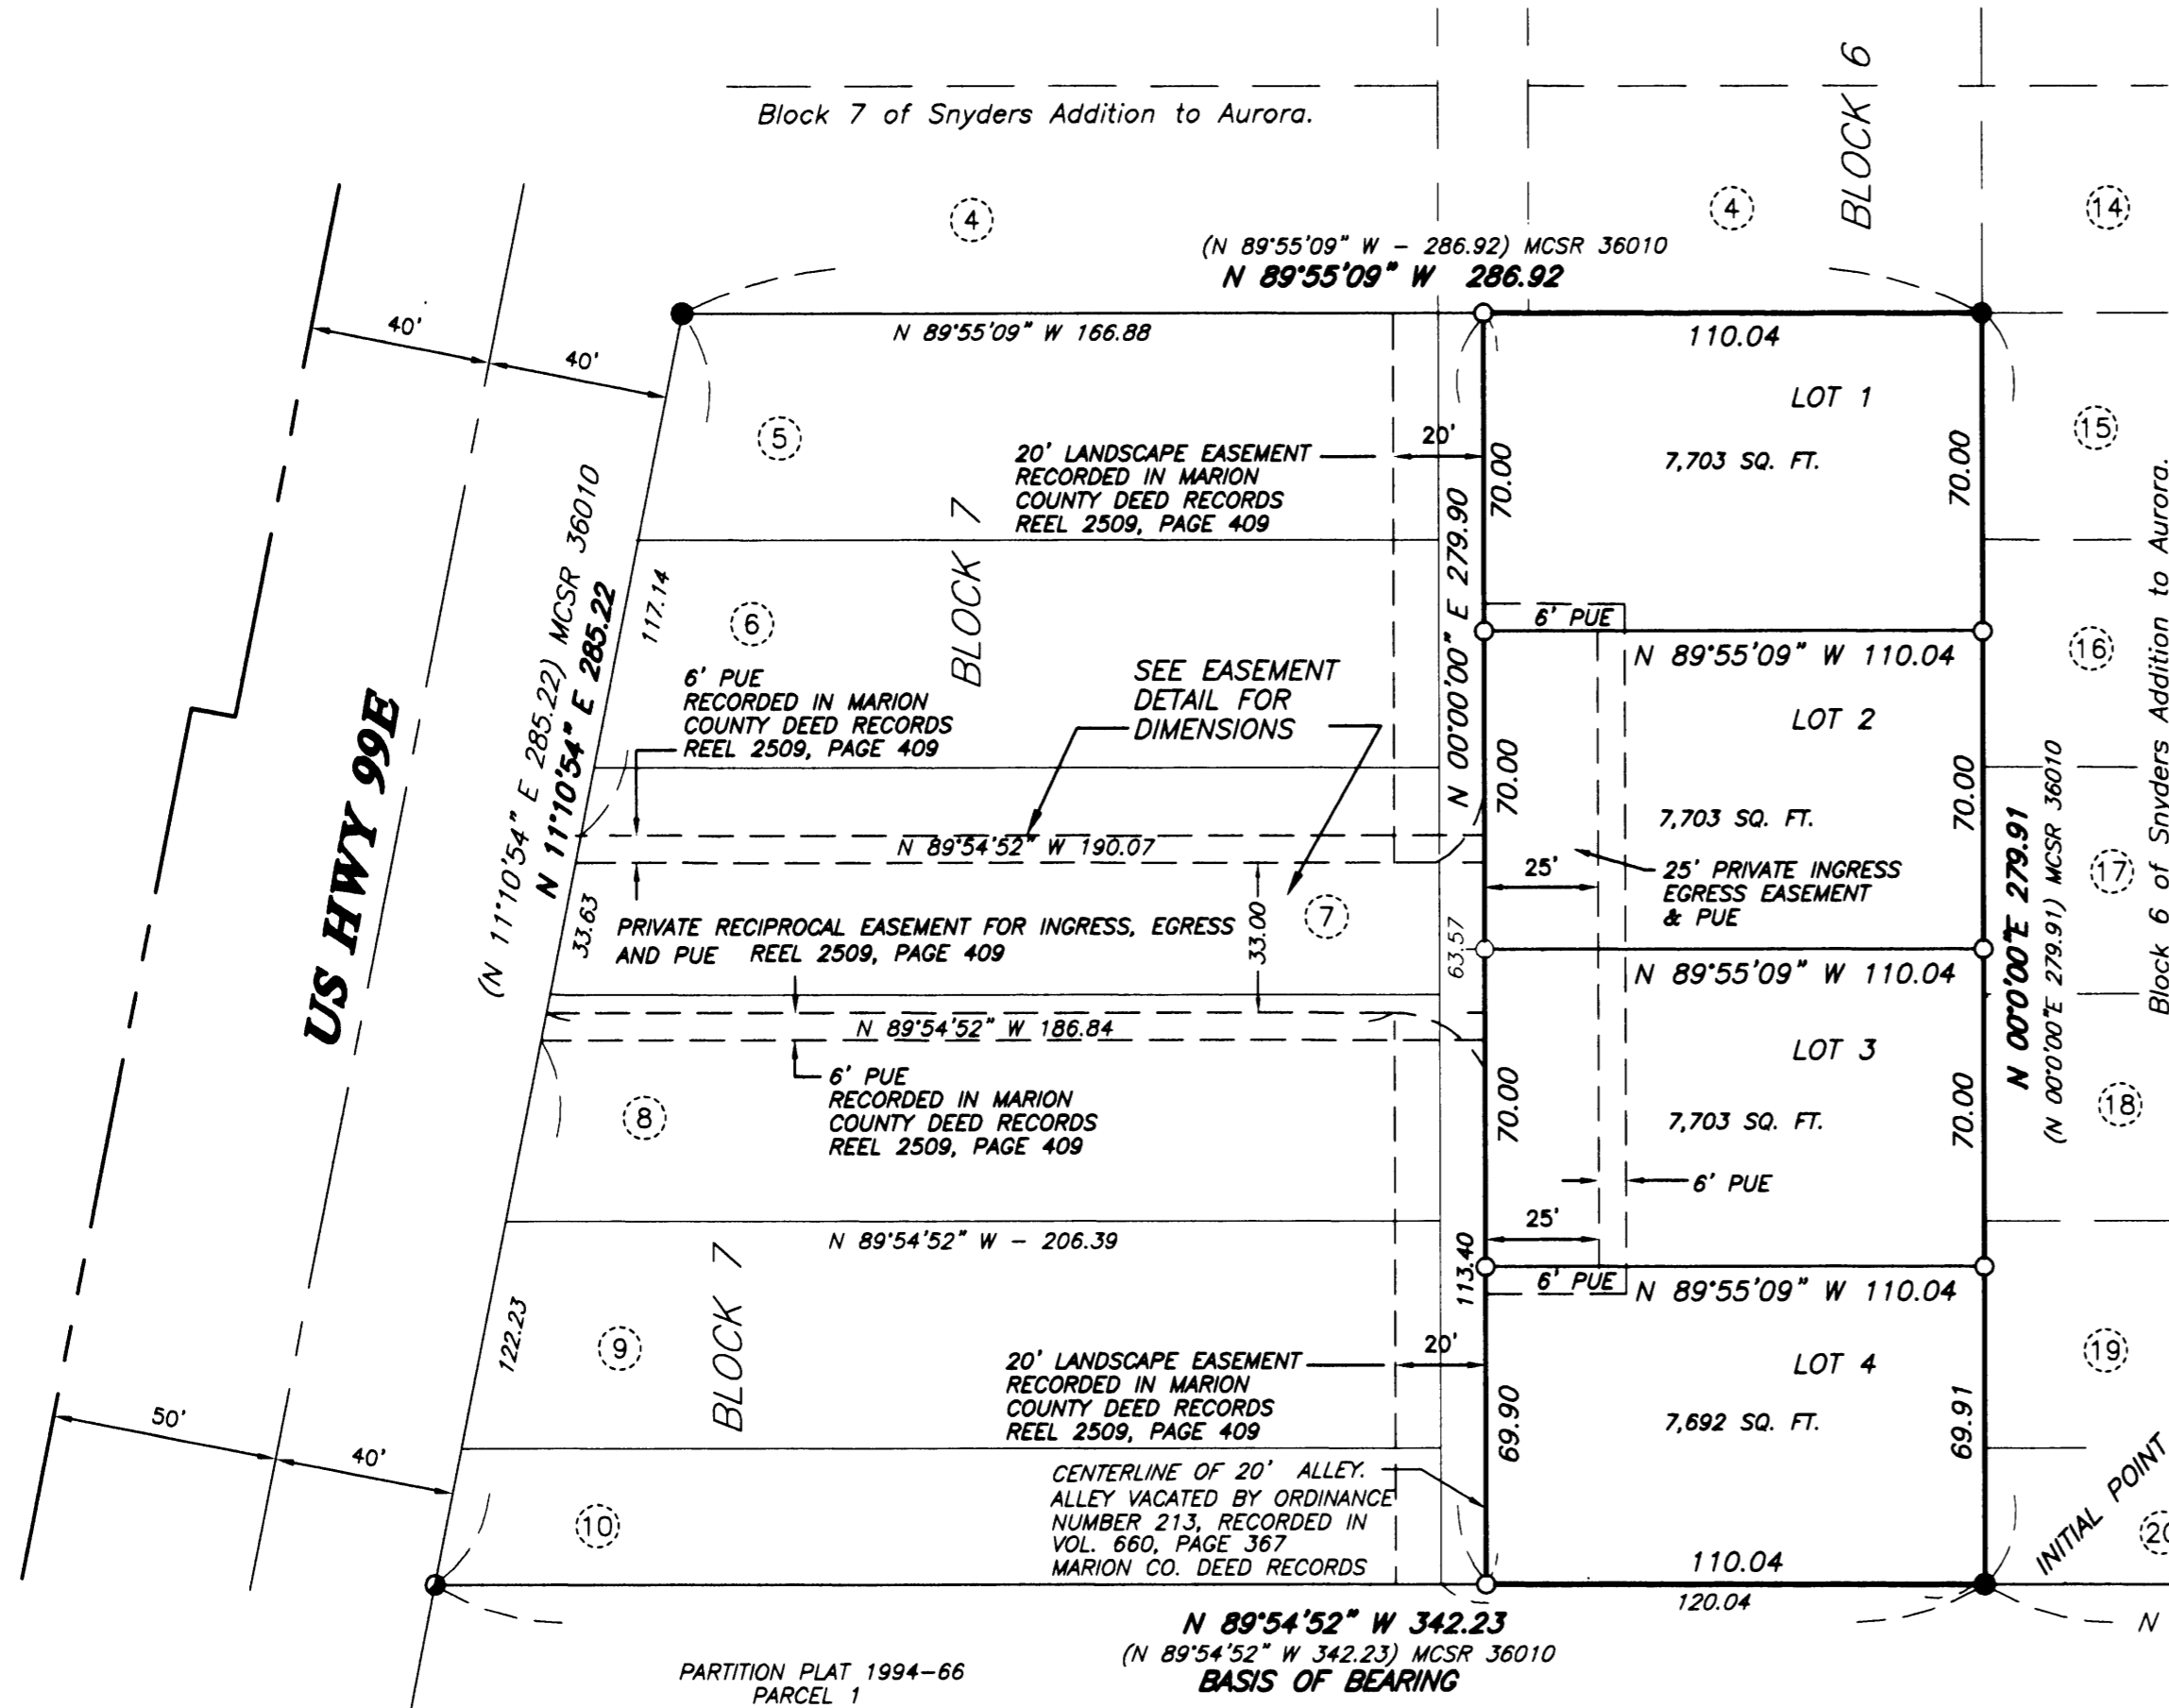 BLOCK 6
Block 7 of Snyders Addition to Aurora.
4
4
14
(N 89°55'09" W - 286.92) MCSR 36010
N 89°55'09" W 286.92
40'
40'
N 89°55'09" W 166.88
110.04
LOT 1
7,703 SQ. FT.
70.00
70.00
5
15
20'
20' LANDSCAPE EASEMENT
RECORDED IN MARION
COUNTY DEED RECORDS
REEL 2509, PAGE 409
N 00°00'00" E 279.90
BLOCK 7
(N 11°10'54" E 285.22) MCSR 36010
N 11°10'54" E 285.22
117.14
6
6' PUE
N 89°55'09" W 110.04
16
Block 6 of Snyders Addition to Aurora.
6' PUE
RECORDED IN MARION
COUNTY DEED RECORDS
REEL 2509, PAGE 409
SEE EASEMENT
DETAIL FOR
DIMENSIONS
LOT 2
US HWY 99E
70.00
70.00
7,703 SQ. FT.
N 89°54'52" W 190.07
25'
25' PRIVATE INGRESS
EGRESS EASEMENT
& PUE
17
N 00°0'00"E 279.91
(N 00°0'00"E 279.91) MCSR 36010
33.63
PRIVATE RECIPROCAL EASEMENT FOR INGRESS, EGRESS
AND PUE REEL 2509, PAGE 409
33.00
7
63.57
N 89°55'09" W 110.04
N 89°54'52" W 186.84
LOT 3
6' PUE
RECORDED IN MARION
COUNTY DEED RECORDS
REEL 2509, PAGE 409
8
70.00
70.00
7,703 SQ. FT.
18
6' PUE
25'
N 89°54'52" W - 206.39
113.40
6' PUE
N 89°55'09" W 110.04
BLOCK 7
122.23
9
20'
20' LANDSCAPE EASEMENT
RECORDED IN MARION
COUNTY DEED RECORDS
REEL 2509, PAGE 409
LOT 4
19
69.90
69.91
7,692 SQ. FT.
50'
40'
CENTERLINE OF 20' ALLEY.
ALLEY VACATED BY ORDINANCE
NUMBER 213, RECORDED IN
VOL. 660, PAGE 367
MARION CO. DEED RECORDS
10
INITIAL POINT
20
110.04
120.04
N 89°54'52" W 342.23
(N 89°54'52" W 342.23) MCSR 36010
BASIS OF BEARING
N
PARTITION PLAT 1994-66
PARCEL 1